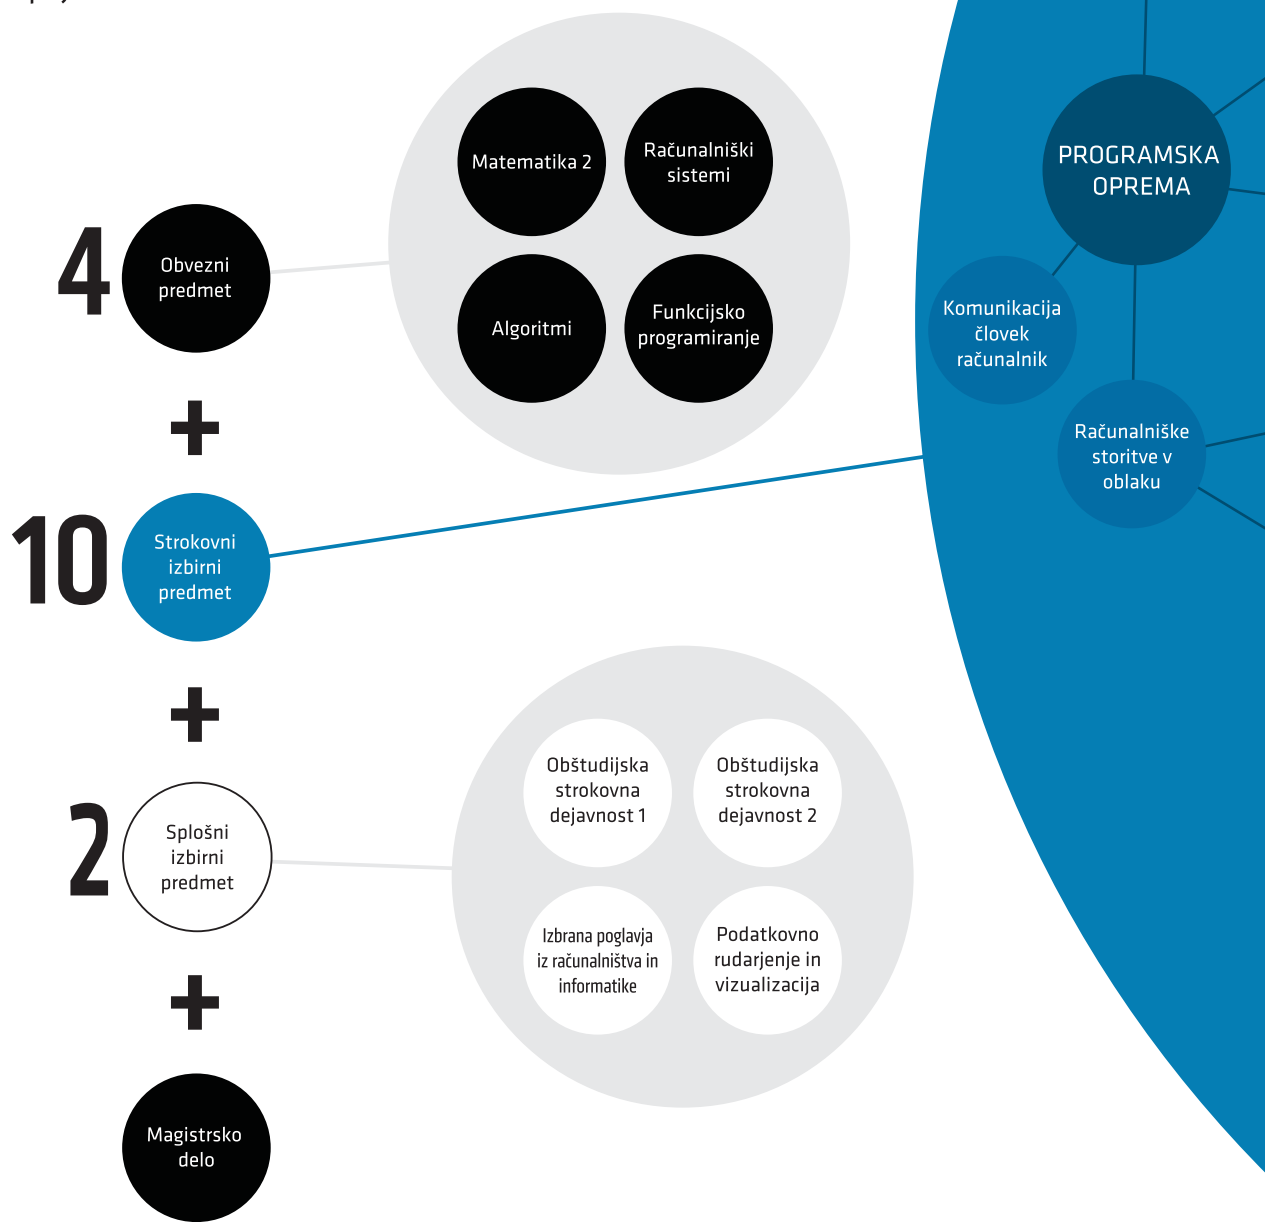 4
Obvezni
predmet
Matematika 2
Računalniški
sistemi
Algoritmi
Funkcijsko
programiranje
+
10
Strokovni
izbirni
predmet
PROGRAMSKA
OPREMA
Komunikacija
človek
računalnik
Računalniške
storitve v
oblaku
+
2
Splošni
izbirni
predmet
Obštudijska
strokovna
dejavnost 1
Obštudijska
strokovna
dejavnost 2
Izbrana poglavja
iz računalništva in
informatike
Podatkovno
rudarjenje in
vizualizacija
+
Magistrsko
delo